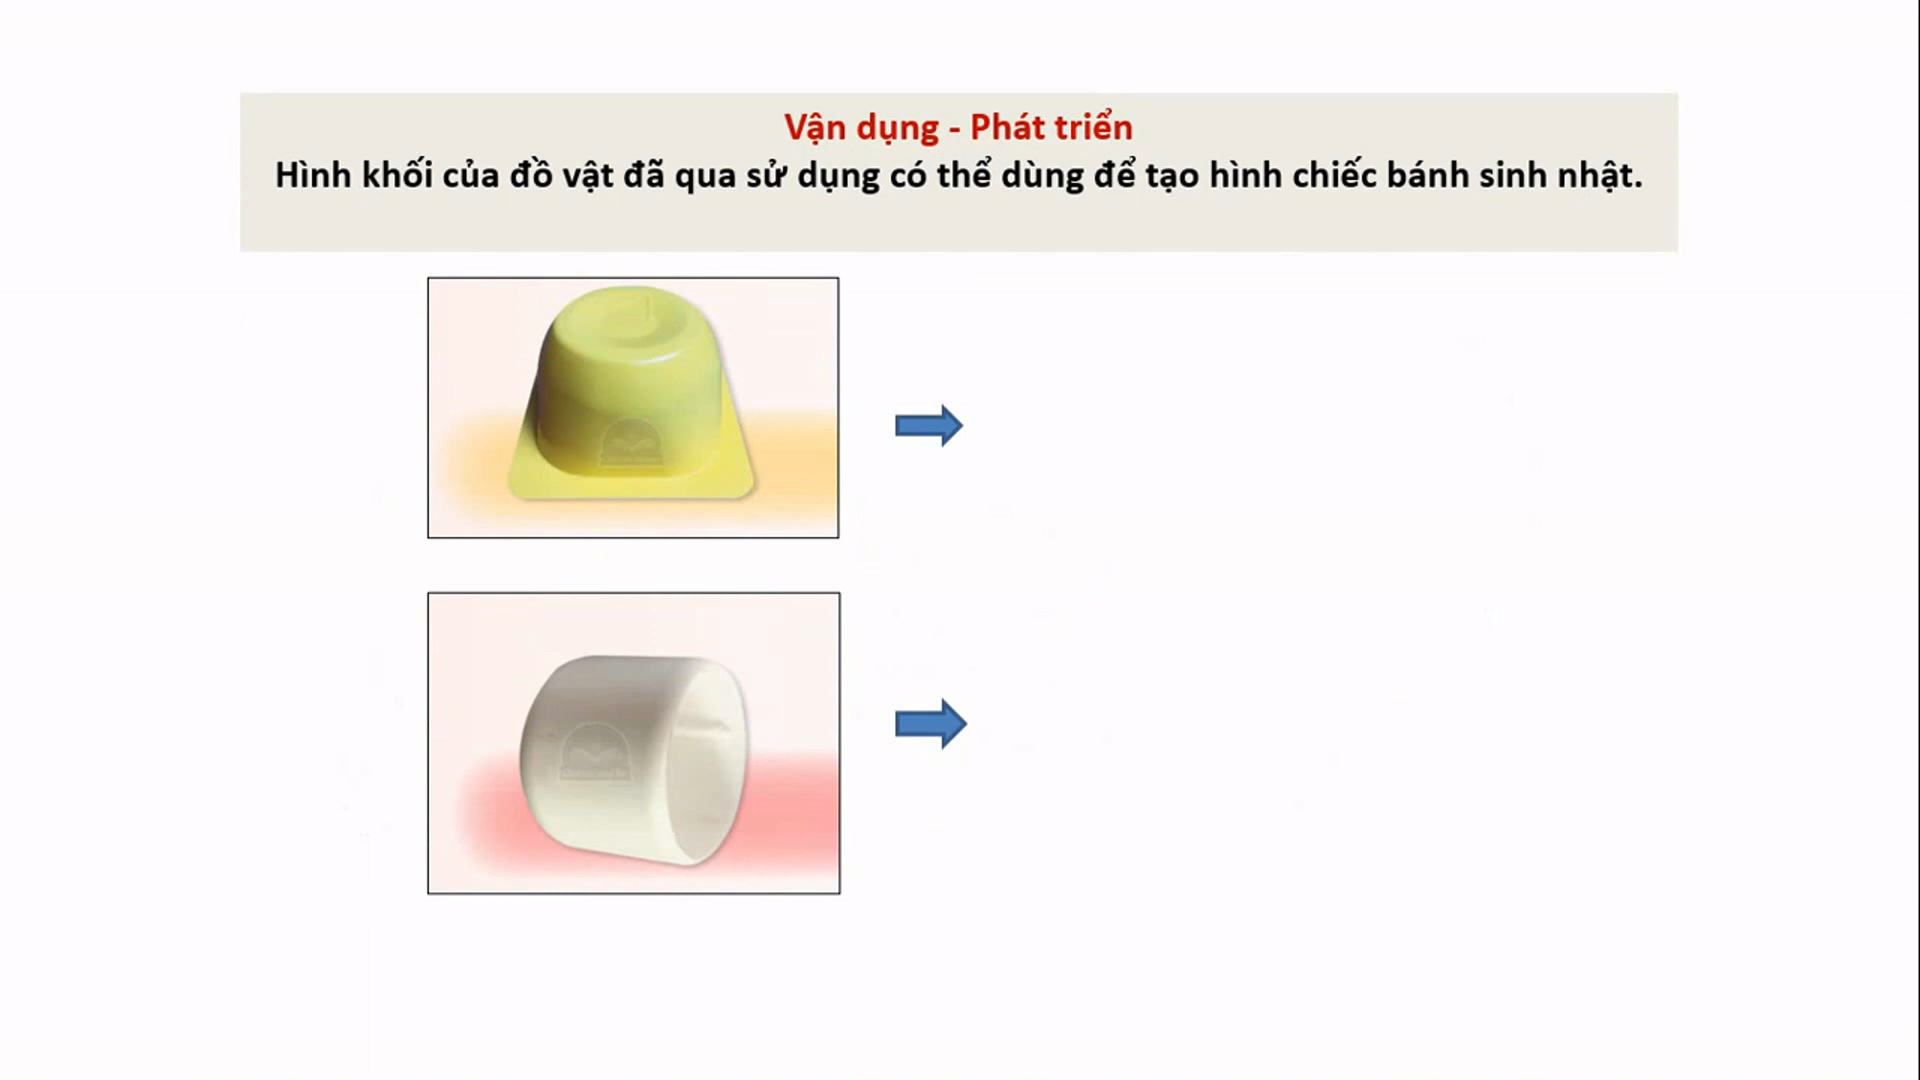 Vận dụng - Phát triển
Hình khối của đồ vật đã qua sử dụng có thể dùng để tạo hình chiếc bánh sinh nhật.